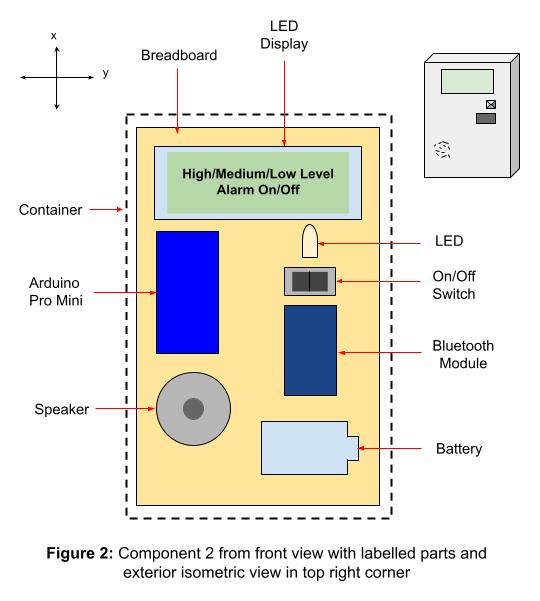 x
y
Breadboard
LED
Display
High/Medium/Low Level
Alarm On/Off
Container
LED
Arduino
Pro Mini
On/Off
Switch
Bluetooth
Module
Speaker
Battery
Figure 2: Component 2 from front view with labelled parts and
exterior isometric view in top right corner